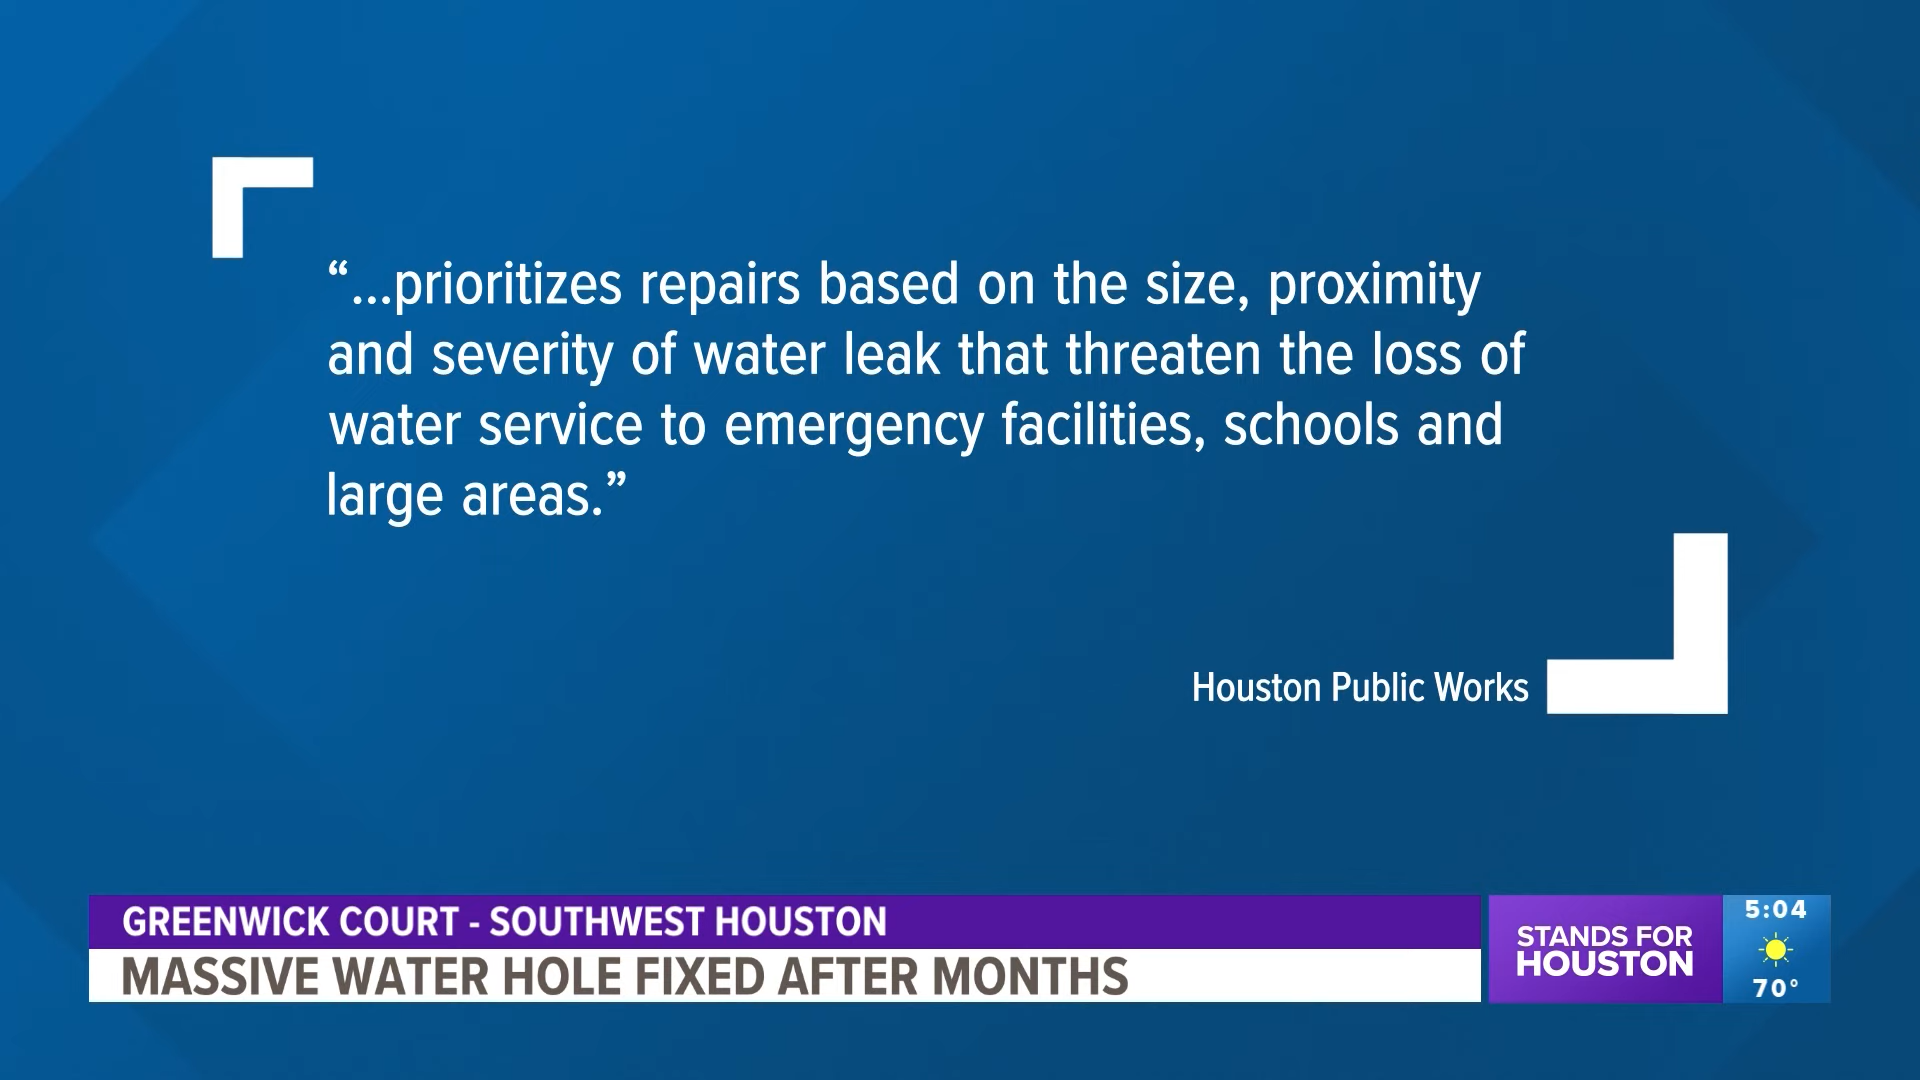 “...prioritizes repairs based on the size, proximity
and severity of water leak that threaten the loss of
water service to emergency facilities, schools and
large areas.”
Houston Public Works
GREENWICK COURT - SOUTHWEST HOUSTON
MASSIVE WATER HOLE FIXED AFTER MONTHS
STANDS FOR
HOUSTON
5:04
70°